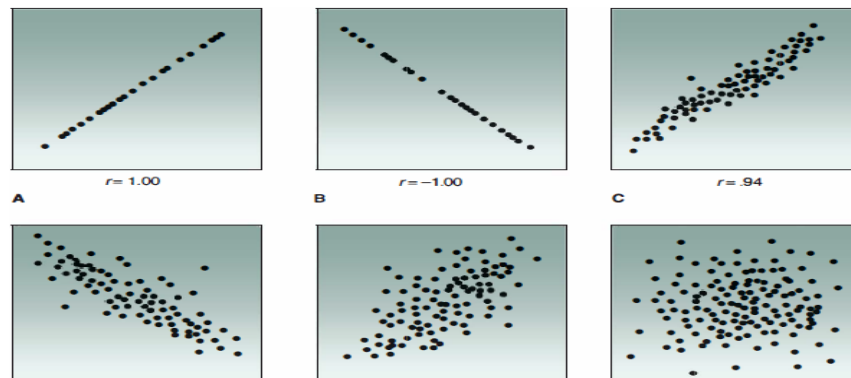 r= 1.00
r= −1.00
r= .94
A
B
C